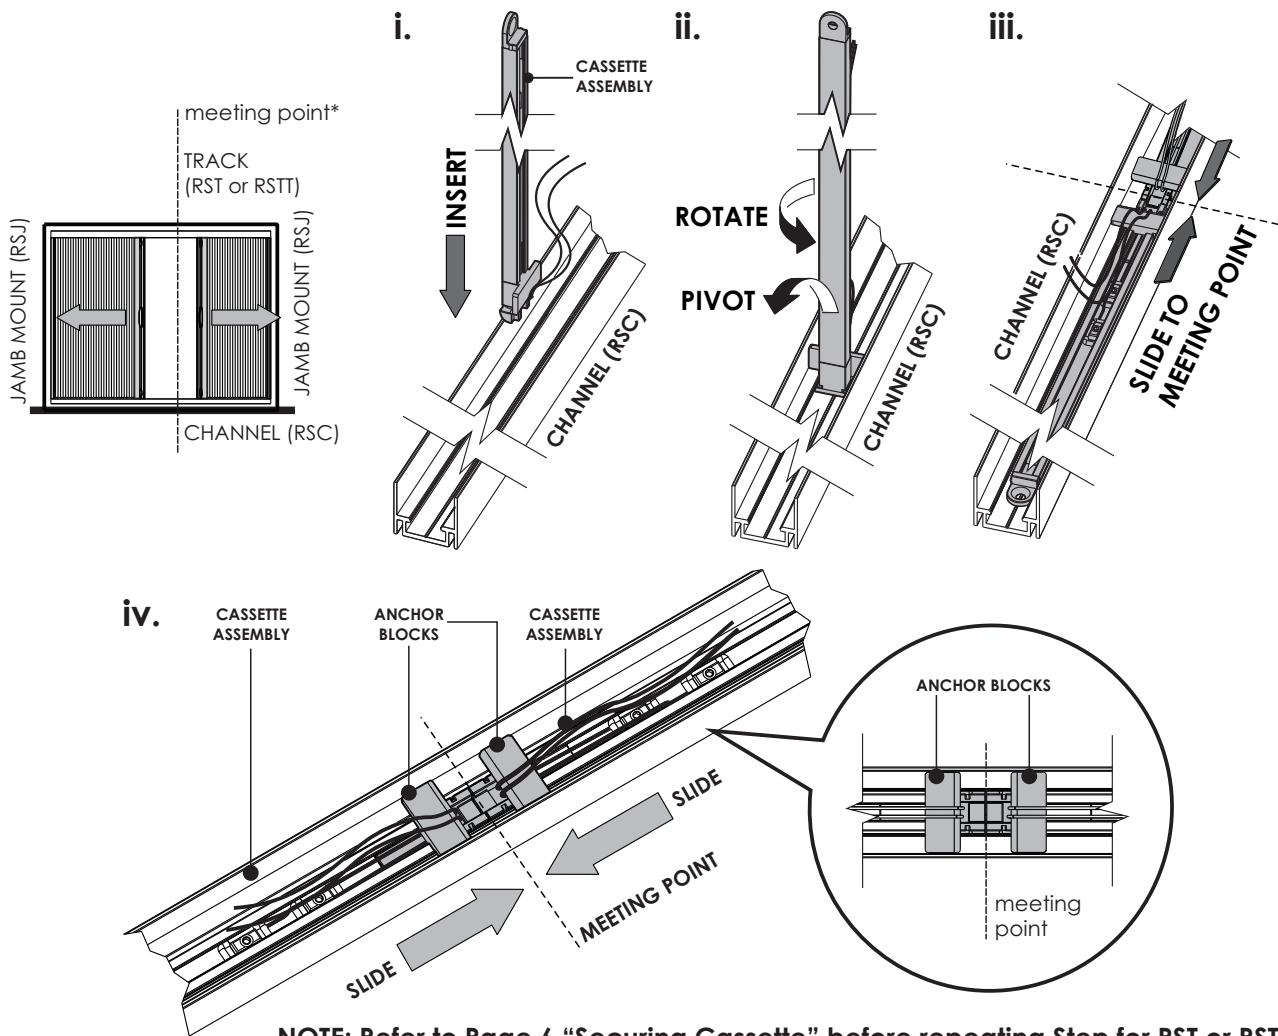 i.
ii.
iii.
CASSETTE
ASSEMBLY
meeting point*
TRACK
(RST or RSTT)
JAMB MOUNT (RSJ)
JAMB MOUNT (RSJ)
CHANNEL (RSC)
INSERT
CHANNEL (RSC)
ROTATE
PIVOT
CHANNEL (RSC)
CHANNEL (RSC)
SLIDE TO
MEETING POINT
iv.
CASSETTE
ASSEMBLY
ANCHOR
BLOCKS
CASSETTE
ASSEMBLY
SLIDE
MEETING POINT
SLIDE
ANCHOR BLOCKS
meeting
point